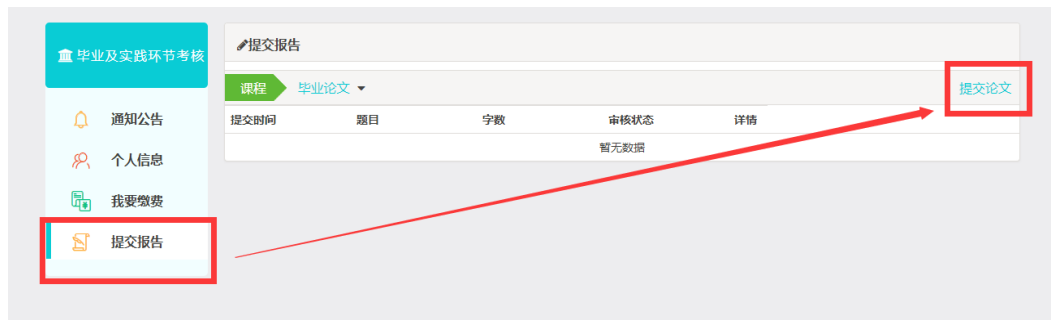 毕业及实践环节考核
通知公告
个人信息
我要缴费
提交报告
提交报告
课程 毕业论文 提交论文
提交时间 题目 字数 审核状态 详情
暂无数据